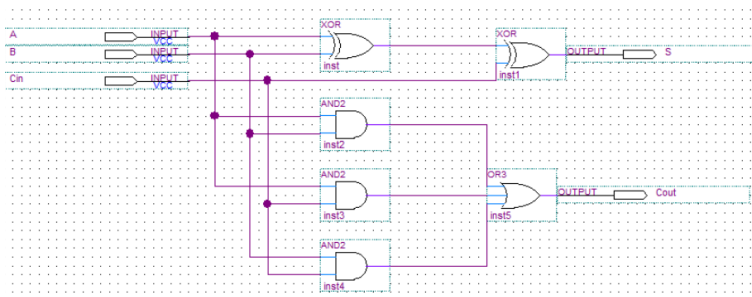 XOR
XOR
A
INPUT
VCC
B
INPUT
VCC
OUTPUT
S
inst
inst1
Cin
INPUT
VCC
AND2
inst2
AND2
OR3
OUTPUT
Cout
inst3
inst5
AND2
inst4